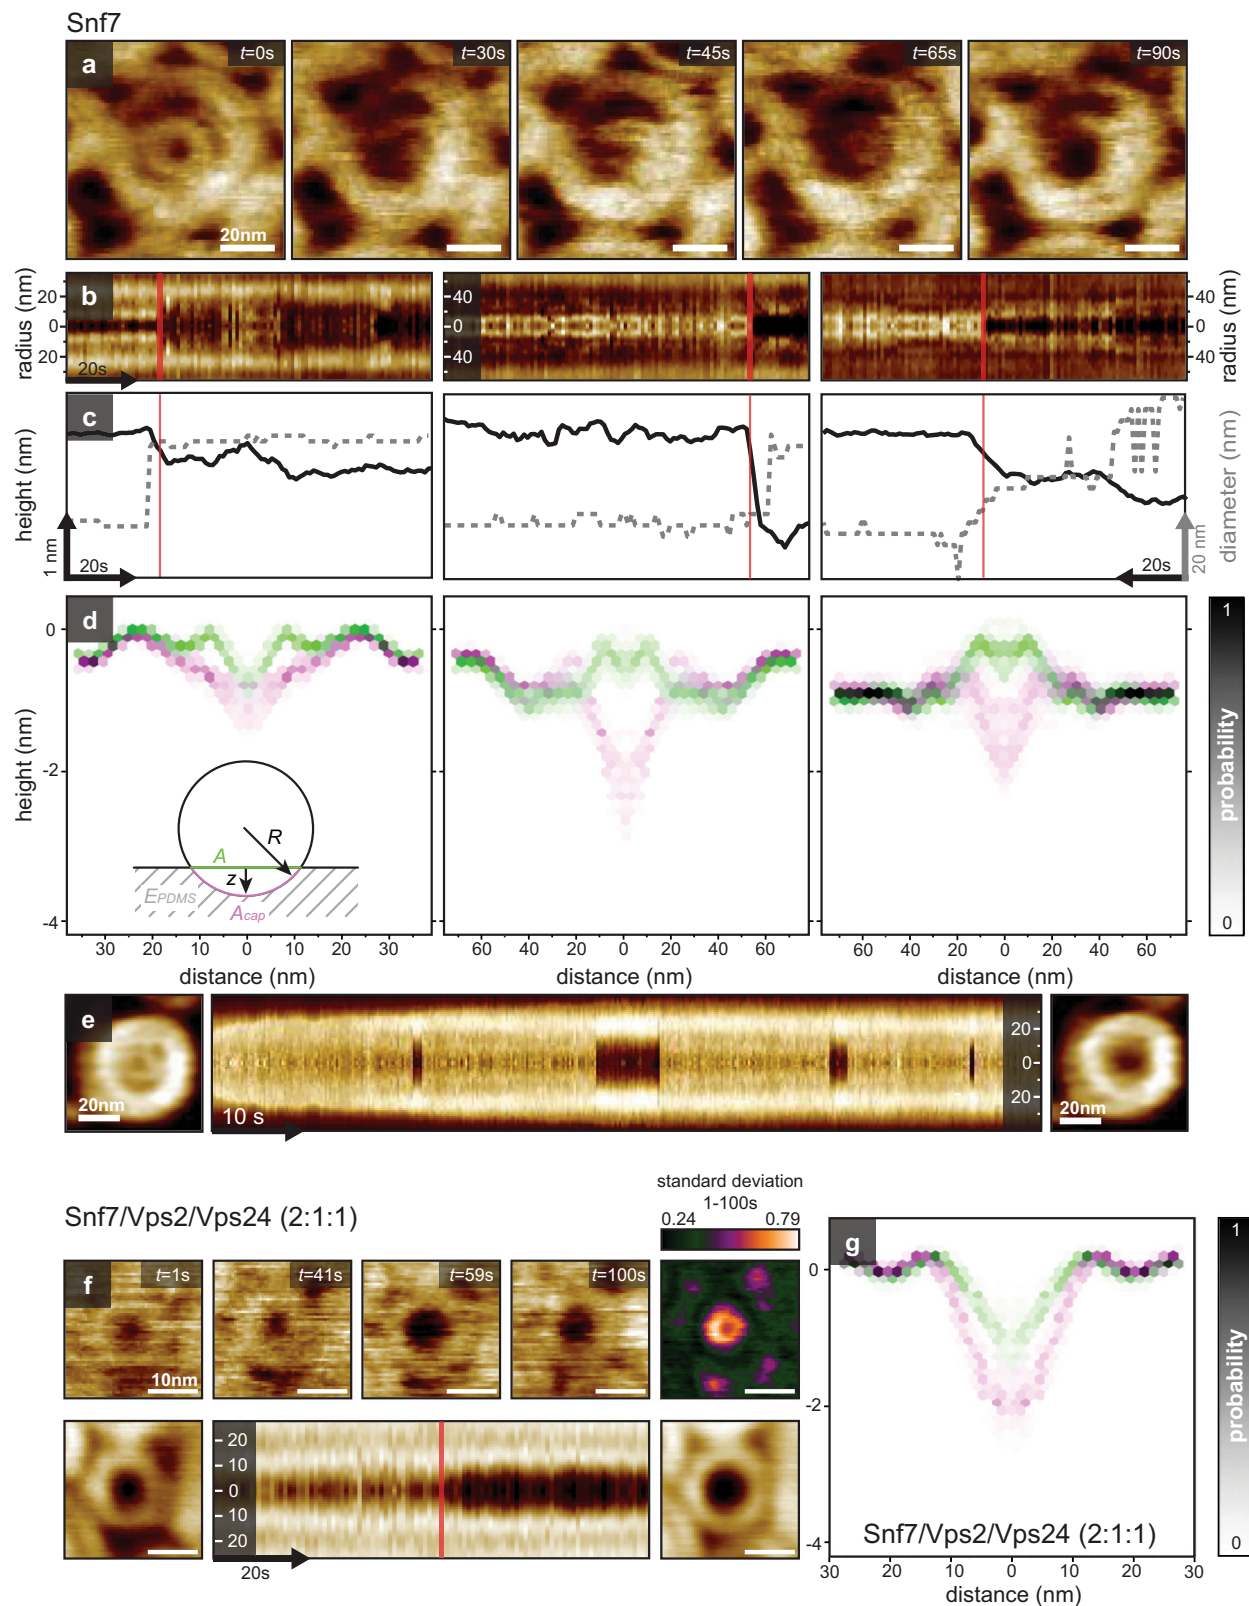 Snf7
a
t=0s
t=30s
t=45s
t=65s
t=90s
20nm
b
radius (nm)
20
0
20
20s
40
0
40
40
0
40
radius (nm)
c
height (nm)
1 nm
20s
20s
20 nm
diameter (nm)
d
height (nm)
0
-2
-4
R
A
z
EPDMS
Acap
30 20 10 0 10 20 30
distance (nm)
60 40 20 0 20 40 60
distance (nm)
60 40 20 0 20 40 60
distance (nm)
1
probability
0
e
20nm
10 s
20
0
20
20nm
Snf7/Vps2/Vps24 (2:1:1)
standard deviation
1-100s
0.24 0.79
f
t=1s
t=41s
t=59s
t=100s
10nm
20
10
0
10
20
20s
g
0
-2
-4
Snf7/Vps2/Vps24 (2:1:1)
30 20 10 0 10 20 30
distance (nm)
1
probability
0